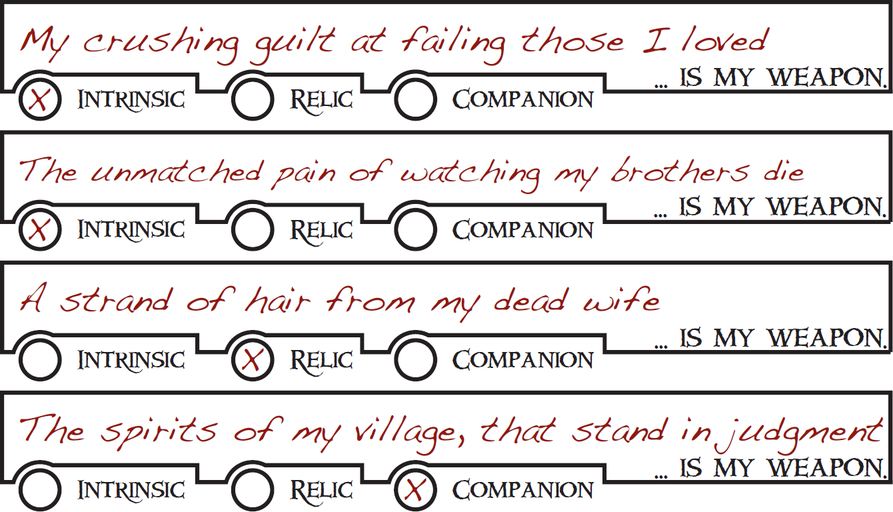 My crushing guilt at failing those I loved
... IS MY WEAPON.
X INTRINSIC RELIC COMPANION
The unmatched pain of watching my brothers die
... IS MY WEAPON.
X INTRINSIC RELIC COMPANION
A strand of hair from my dead wife
... IS MY WEAPON.
INTRINSIC X RELIC COMPANION
The spirits of my village, that stand in judgment
... IS MY WEAPON.
INTRINSIC RELIC X COMPANION